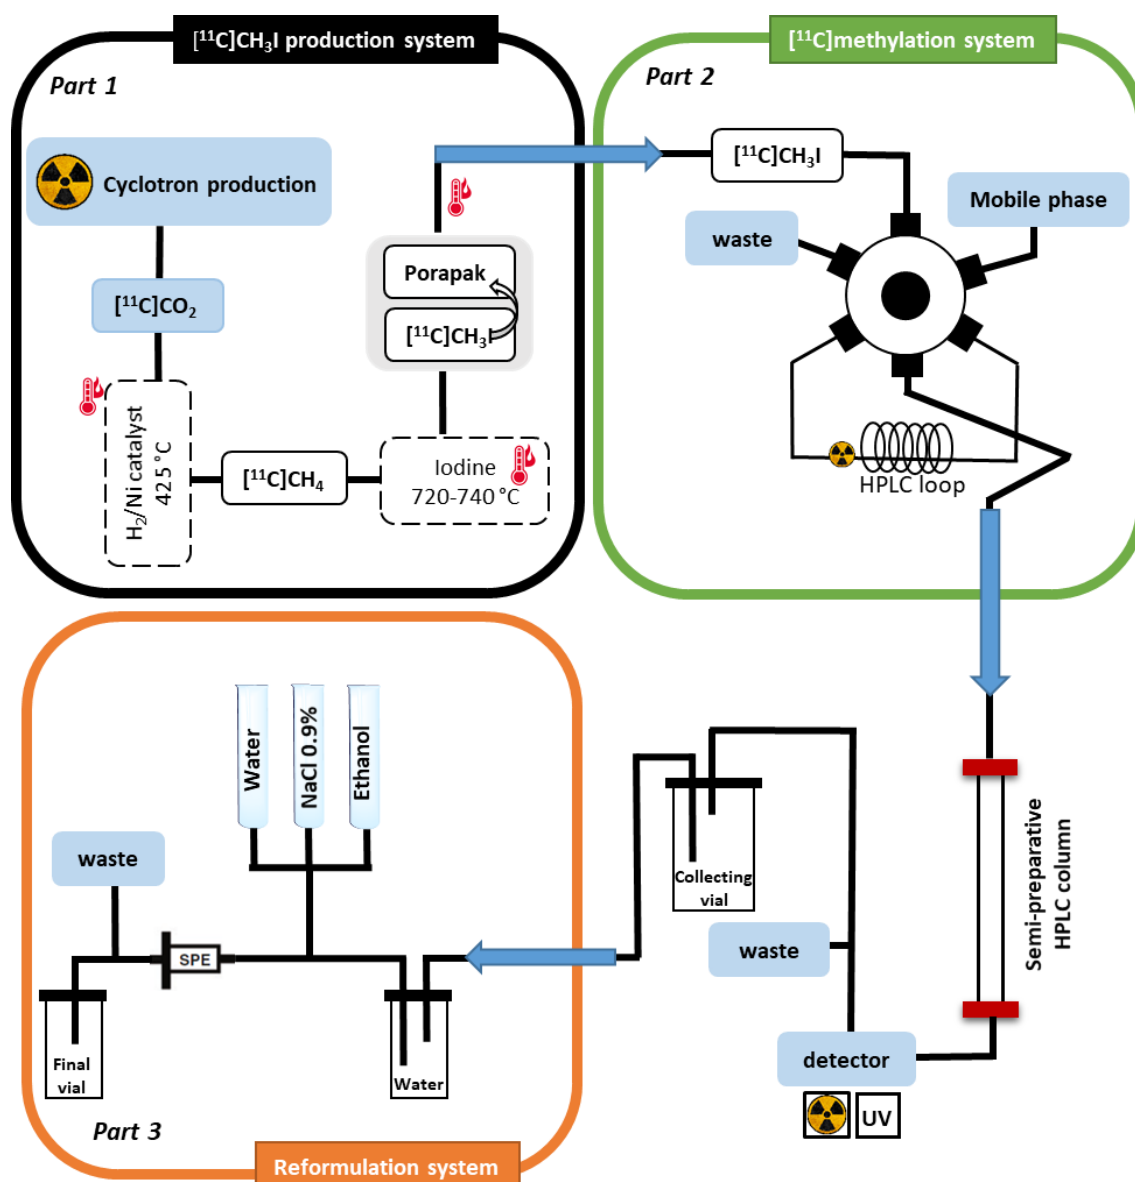 [¹¹C]CH₃I production system
Part 1
Cyclotron production
[¹¹C]CO₂
H₂/Ni catalyst
425 °C
[¹¹C]CH₄
Iodine
720-740 °C
Porapak
[¹¹C]CH₃I
[¹¹C]methylation system
Part 2
[¹¹C]CH₃I
Mobile phase
waste
HPLC loop
Semi-preparative
HPLC column
detector
UV
waste
Collecting
vial
Water
NaCl 0.9%
Ethanol
waste
SPE
Final
vial
Water
Part 3
Reformulation system